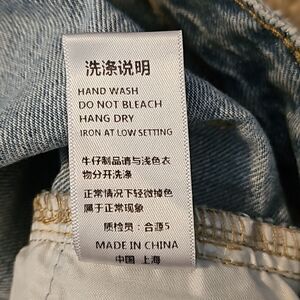 洗涤说明
HAND WASH
DO NOT BLEACH
HANG DRY
IRON AT LOW SETTING
牛仔制品请与浅色衣
物分开洗涤
正常情况下轻微掉色
属于正常现象
质检员：合源5
MADE IN CHINA
中国 上海